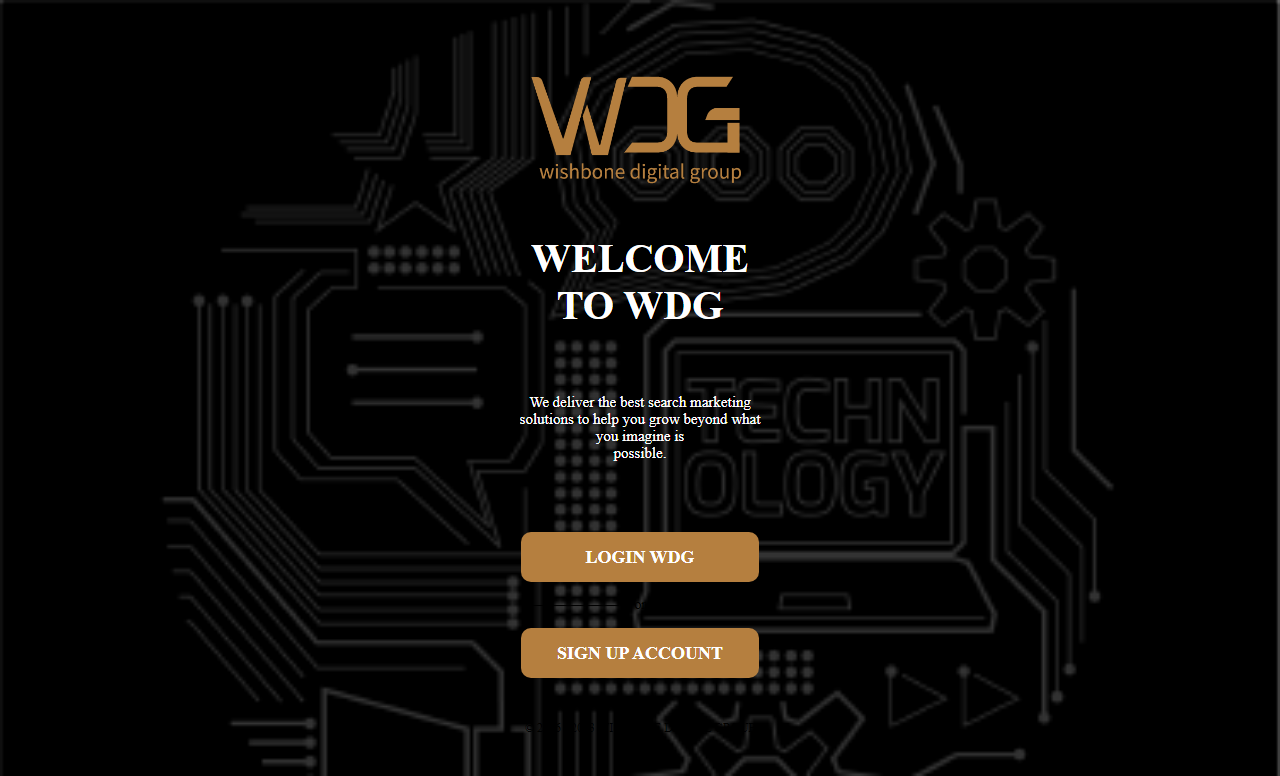 WDG
wishbone digital group
WELCOME
TO WDG
We deliver the best search marketing
solutions to help you grow beyond what
you imagine is
possible.
TECHN
OLOGY
LOGIN WDG
SIGN UP ACCOUNT